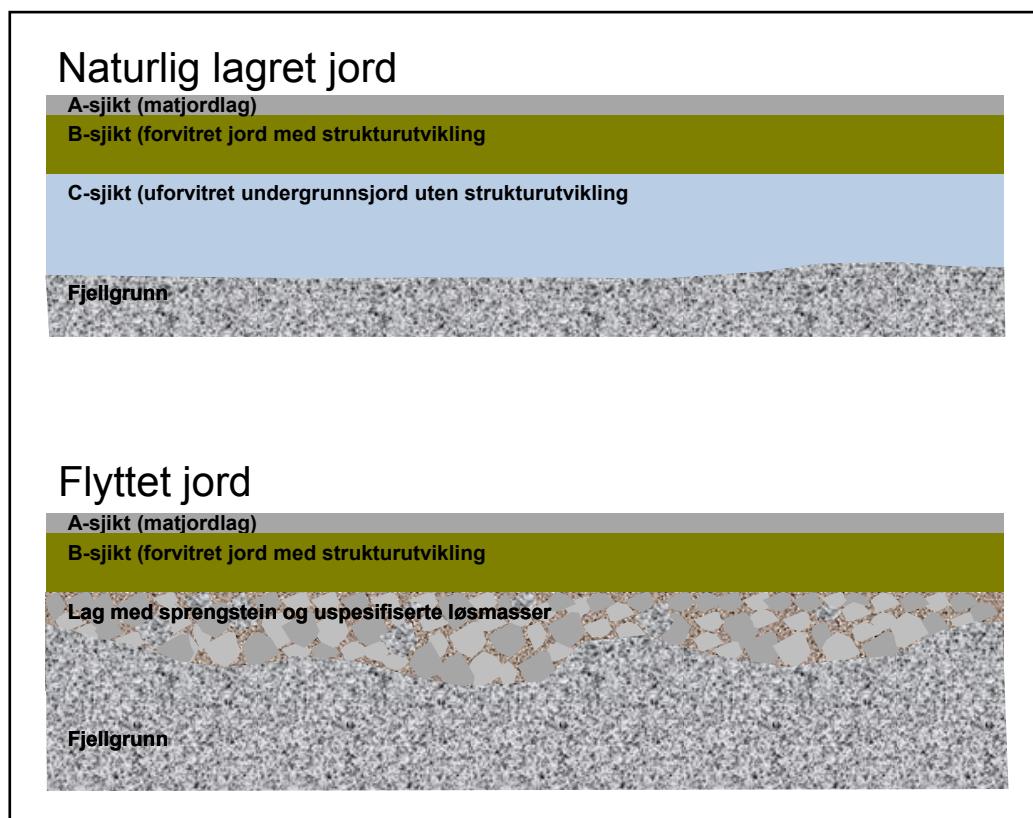 Naturlig lagret jord
A-sjikt (matjordlag)
B-sjikt (forvitret jord med strukturutvikling
C-sjikt (uforvitret undergrunnsjord uten strukturutvikling
Fjellgrunn
Flyttet jord
A-sjikt (matjordlag)
B-sjikt (forvitret jord med strukturutvikling
Lag med sprengstein og uspesifiserte løsmasser
Fjellgrunn